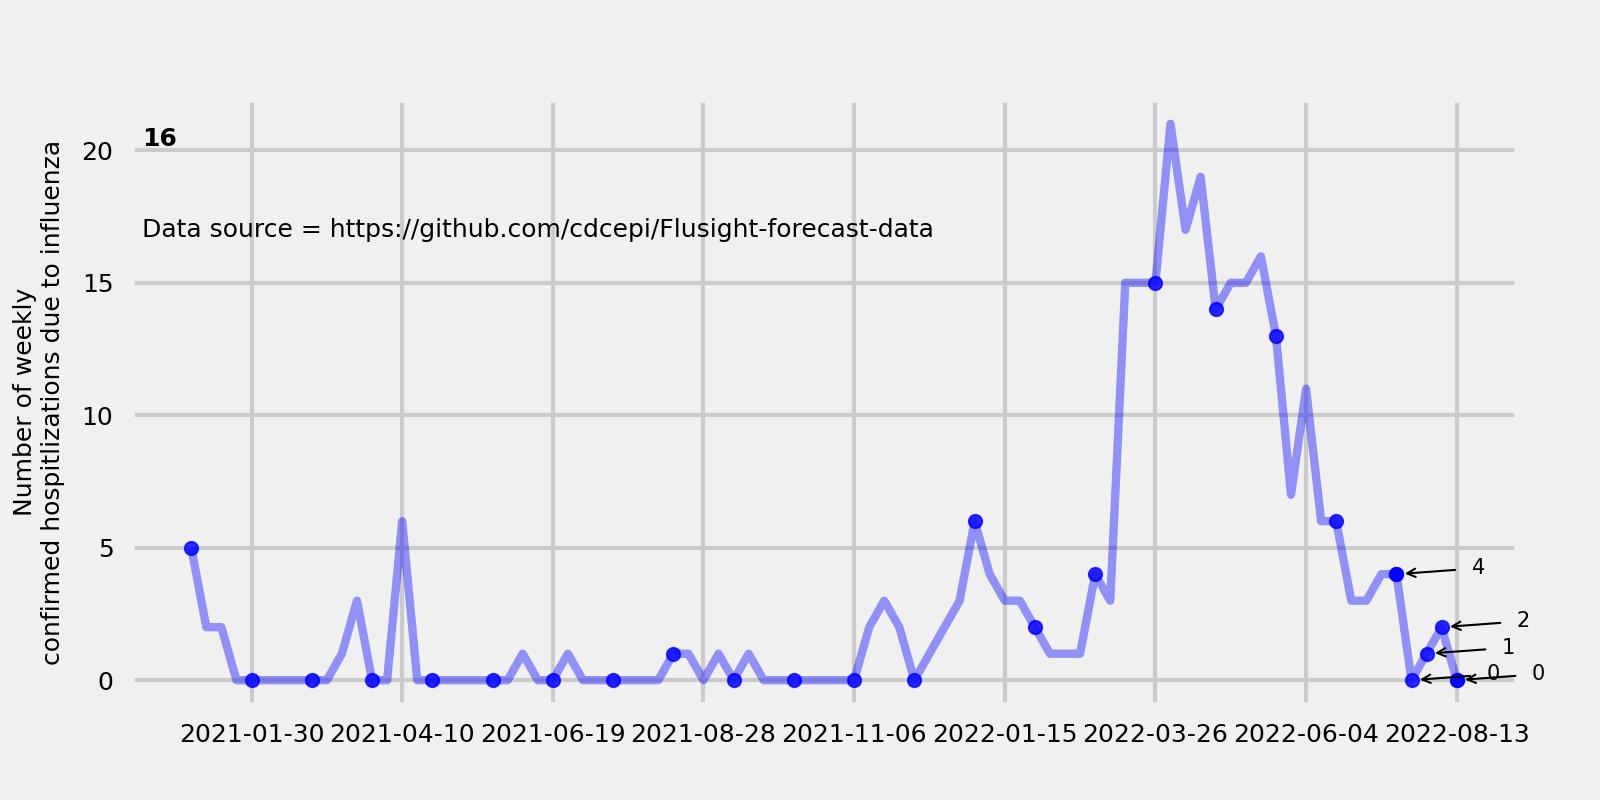 16
20
Data source = https://github.com/cdcepi/Flusight-forecast-data
15
10
5
0
Number of weekly
confirmed hospitlizations due to influenza
4
2
1
0
0
2021-01-30 2021-04-10 2021-06-19 2021-08-28 2021-11-06 2022-01-15 2022-03-26 2022-06-04 2022-08-13